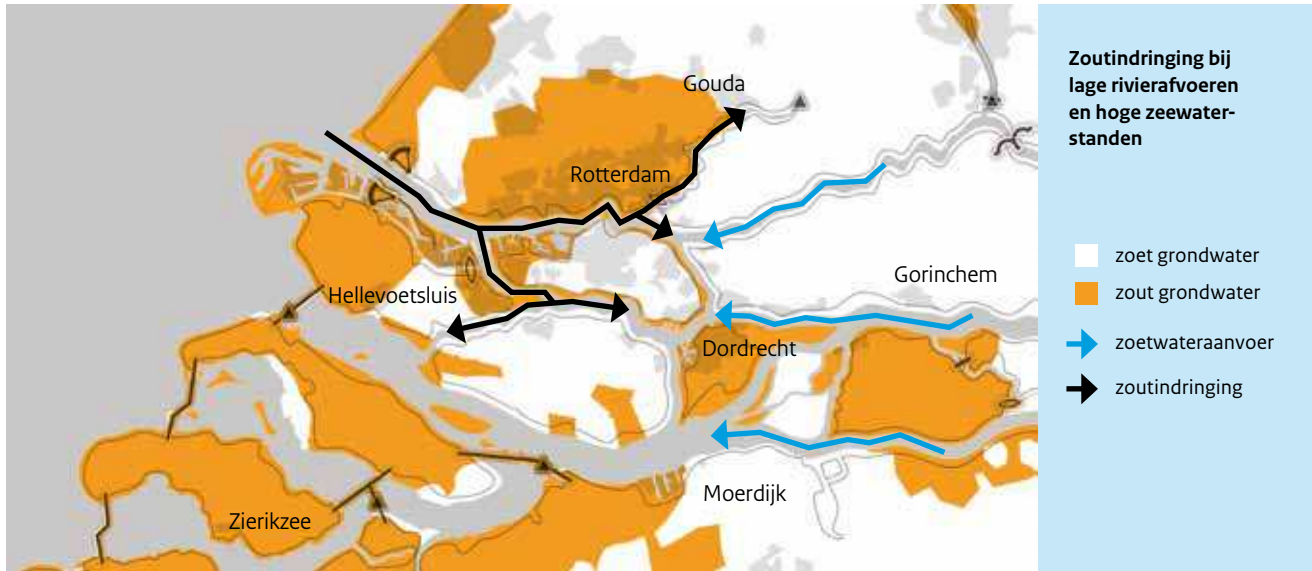 Gouda
Rotterdam
Gorinchem
Hellevoetsluis
Dordrecht
Moerdijk
Zierikzee
Zoutindringing bij
lage rivierafvoeren
en hoge zeewater-
standen
zoet grondwater
zout grondwater
zoetwateraanvoer
zoutindringing